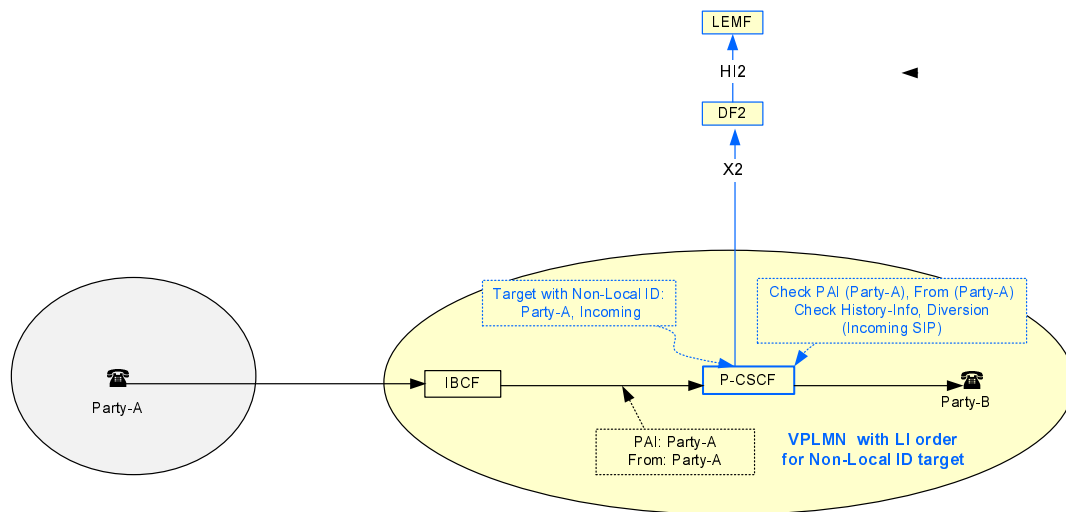 LEMF
HI2
DF2
X2
Target with Non-Local ID:
Party-A, Incoming
Check PAI (Party-A), From (Party-A)
Check History-Info, Diversion
(Incoming SIP)
Party-A
IBCF
P-CSCF
Party-B
PAI: Party-A
From: Party-A
VPLMN with LI order
for Non-Local ID target